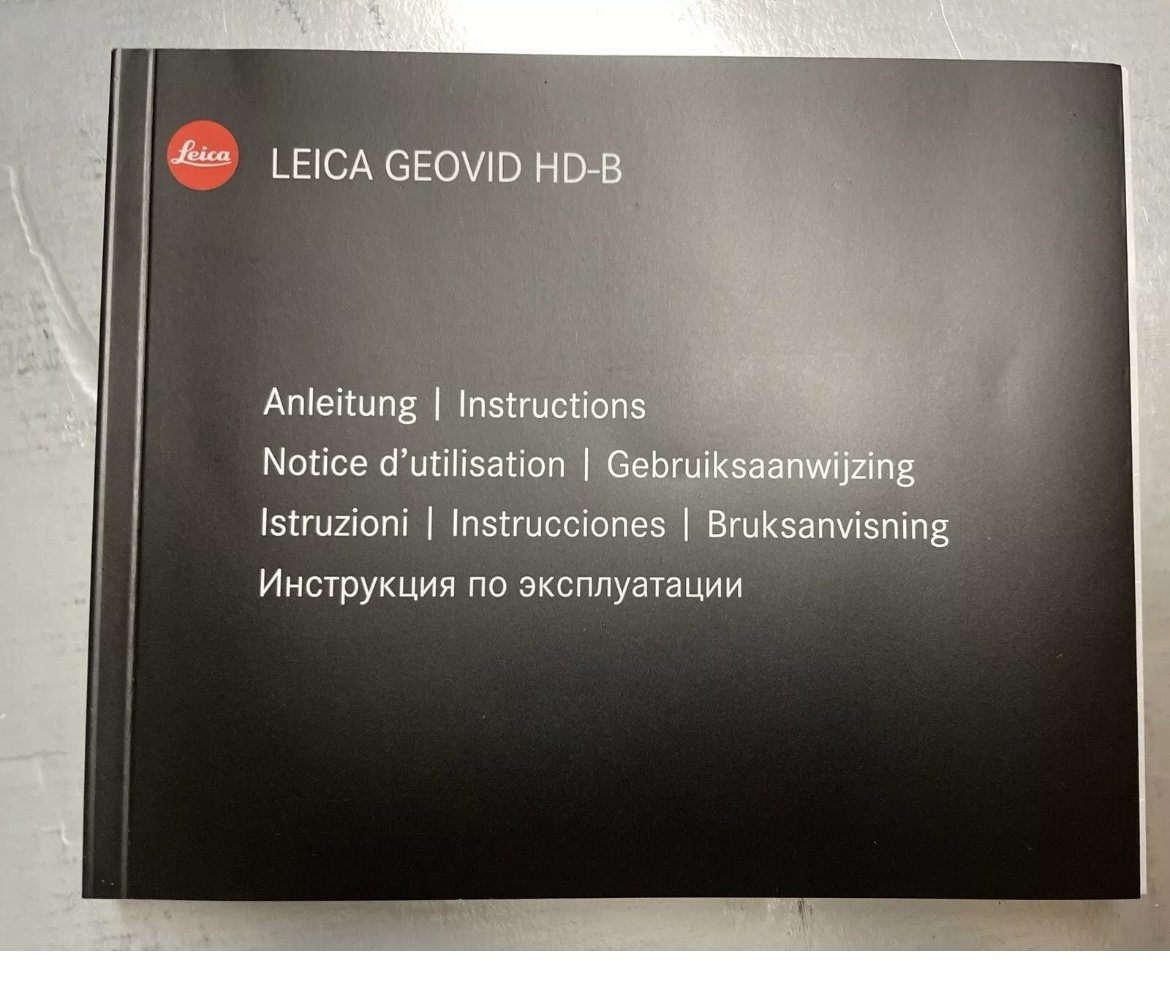 Leica LEICA GEOVID HD-B
Anleitung | Instructions
Notice d’utilisation | Gebruiksaanwijzing
Istruzioni | Instrucciones | Bruksanvisning
Инструкция по эксплуатации